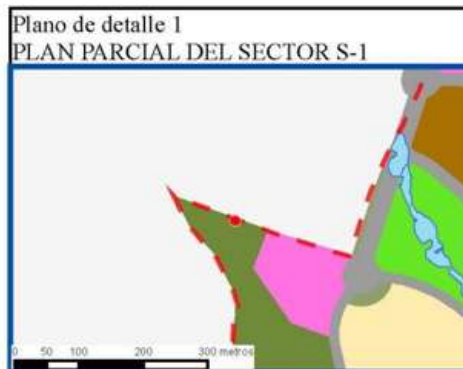 Plano de detalle 1
PLAN PARCIAL DEL SECTOR S-1
0 50 100 200 300 metros